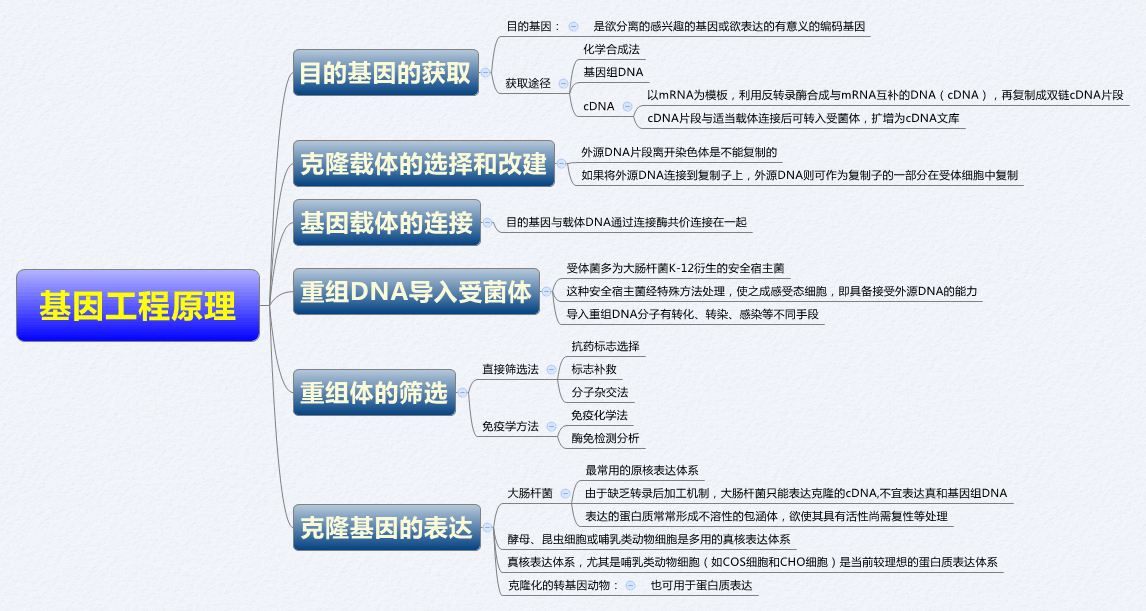 基因工程原理
目的基因的获取
目的基因：
是欲分离的感兴趣的基因或欲表达的有意义的编码基因
获取途径
化学合成法
基因组DNA
cDNA
以mRNA为模板，利用反转录酶合成与mRNA互补的DNA（cDNA），再复制成双链cDNA片段
cDNA片段与适当载体连接后可转入受菌体，扩增为cDNA文库
克隆载体的选择和改建
外源DNA片段离开染色体是不能复制的
如果将外源DNA连接到复制子上，外源DNA则可作为复制子的一部分在受体细胞中复制
基因载体的连接
目的基因与载体DNA通过连接酶共价连接在一起
重组DNA导入受菌体
受体菌多为大肠杆菌K-12衍生的安全宿主菌
这种安全宿主菌经特殊方法处理，使之成感受态细胞，即具备接受外源DNA的能力
导入重组DNA分子有转化、转染、感染等不同手段
重组体的筛选
直接筛选法
抗药标志选择
标志补救
分子杂交法
免疫学方法
免疫化学法
酶免检测分析
克隆基因的表达
大肠杆菌
最常用的原核表达体系
由于缺乏转录后加工机制，大肠杆菌只能表达克隆的cDNA,不宜表达真和基因组DNA
表达的蛋白质常常形成不溶性的包涵体，欲使其具有活性尚需复性等处理
酵母、昆虫细胞或哺乳类动物细胞是多用的真核表达体系
真核表达体系，尤其是哺乳类动物细胞（如COS细胞和CHO细胞）是当前较理想的蛋白质表达体系
克隆化的转基因动物：
也可用于蛋白质表达